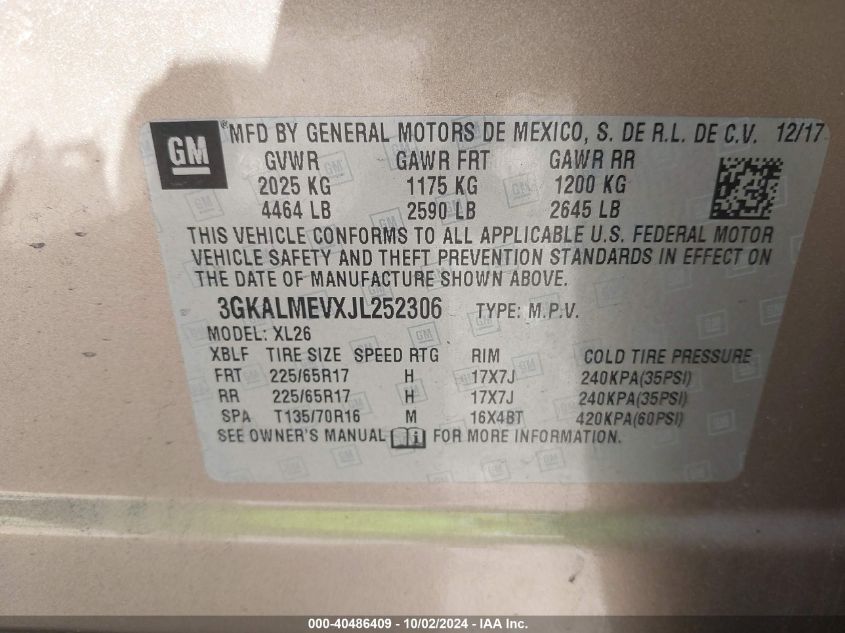 GM
*MFD BY GENERAL MOTORS DE MEXICO, S. DE R.L. DE C.V. 12/17
GVWR GAWR FRT GAWR RR
2025 KG 1175 KG 1200 KG
4464 LB 2590 LB 2645 LB
THIS VEHICLE CONFORMS TO ALL APPLICABLE U.S. FEDERAL MOTOR
VEHICLE SAFETY AND THEFT PREVENTION STANDARDS IN EFFECT ON
THE DATE OF MANUFACTURE SHOWN ABOVE.
3GKALMEVXJL252306 TYPE: M.P.V.
MODEL: XL26
XBLF TIRE SIZE SPEED RTG RIM COLD TIRE PRESSURE
FRT 225/65R17 H 17X7J 240KPA(35PSI)
RR 225/65R17 H 17X7J 240KPA(35PSI)
SPA T135/70R16 M 16X4BT 420KPA(60PSI)
SEE OWNER'S MANUAL FOR MORE INFORMATION.
000-40486409 - 10/02/2024 - IAA Inc.